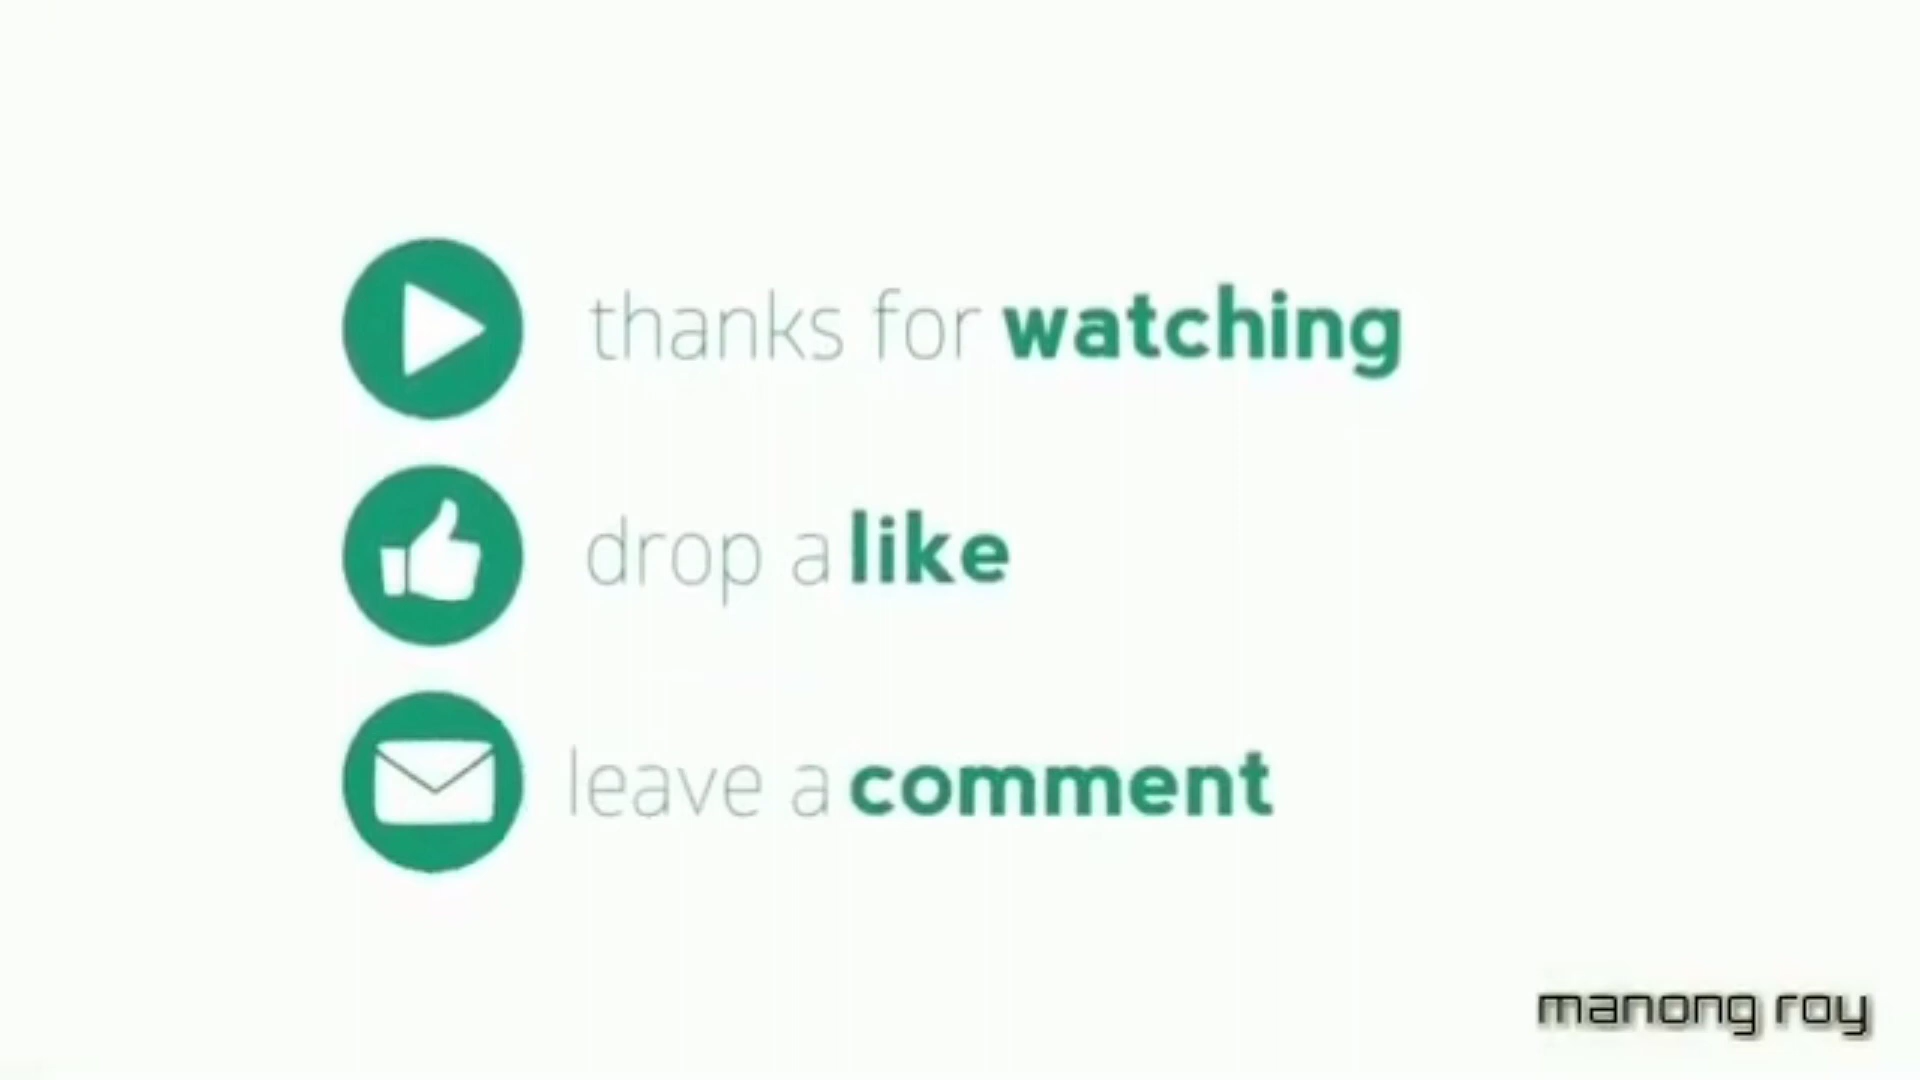 thanks for watching
drop a like
leave a comment
manong roy